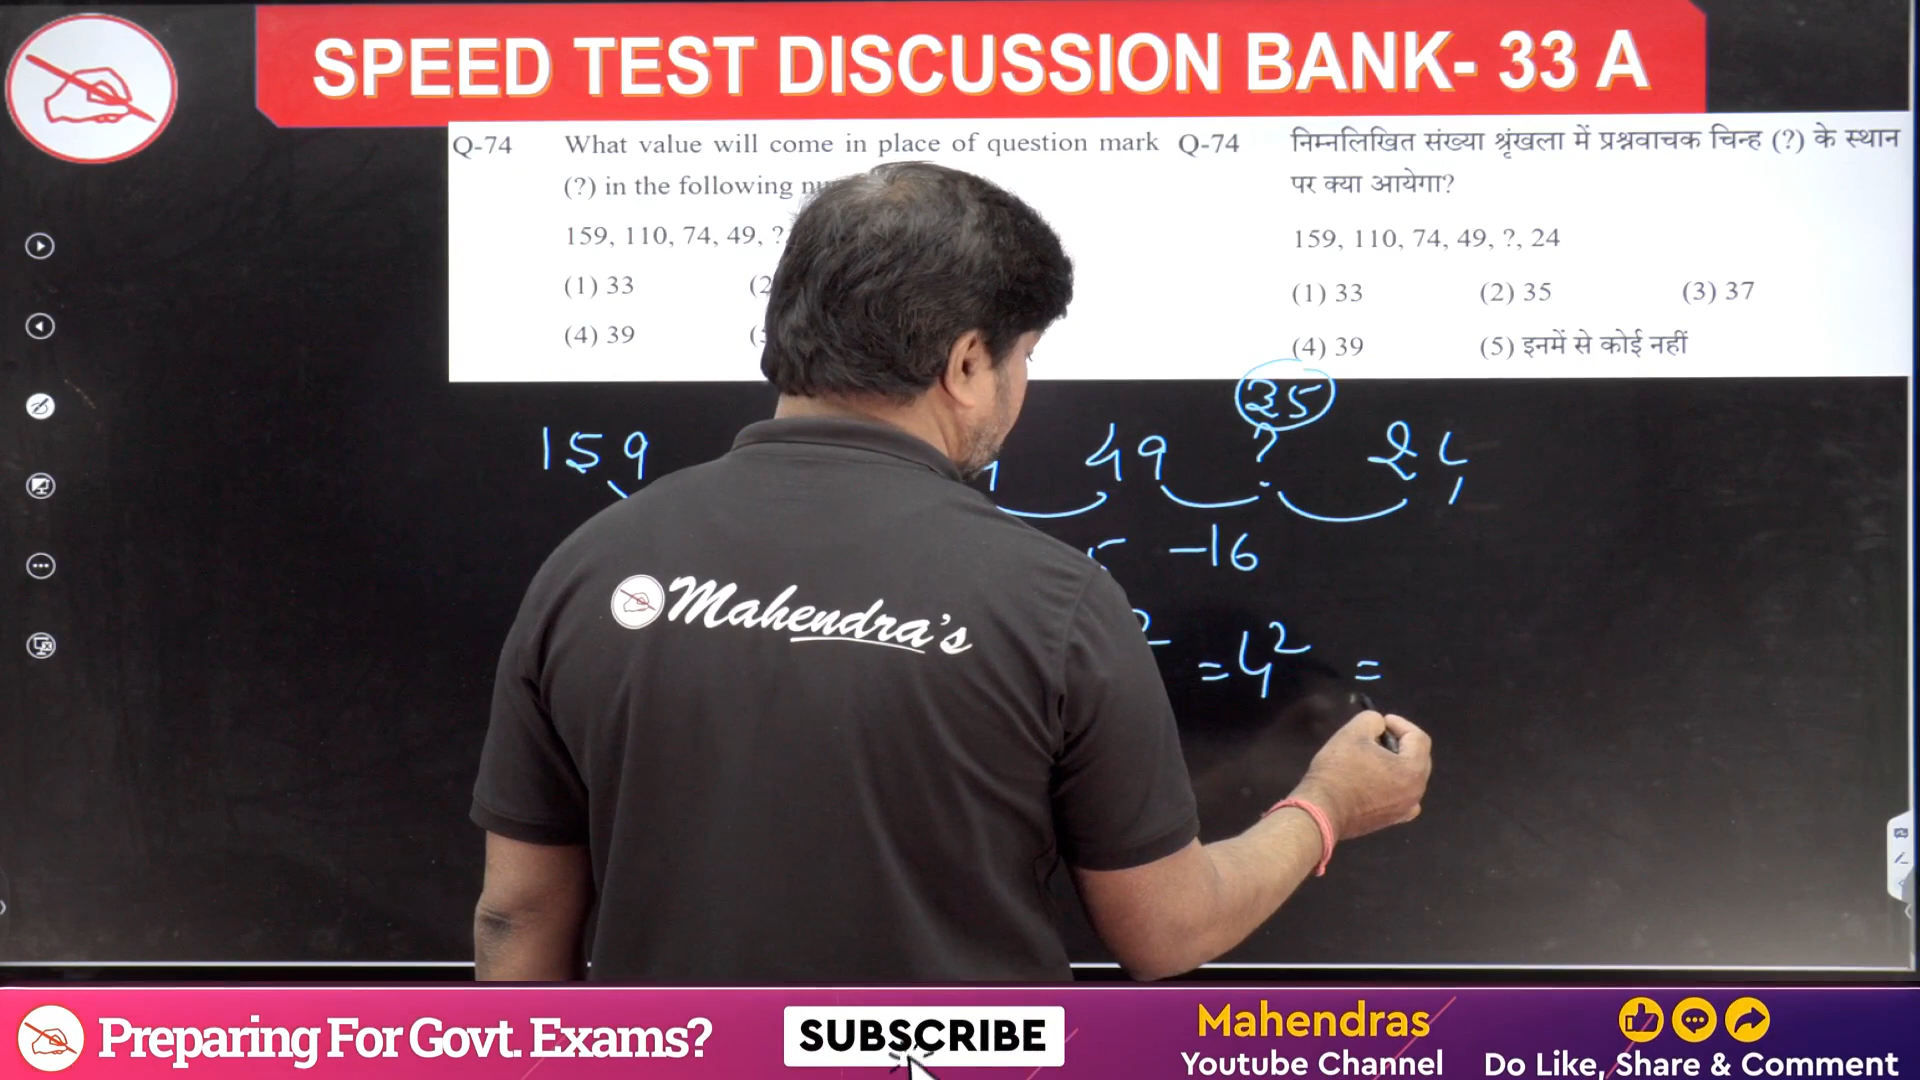 SPEED TEST DISCUSSION BANK- 33 A
Q-74 What value will come in place of question mark
(?) in the following
159, 110, 74, 49, ?
(1) 33
(4) 39
Q-74 निम्नलिखित संख्या श्रृंखला में प्रश्नवाचक चिन्ह (?) के स्थान
पर क्या आयेगा?
159, 110, 74, 49, ?, 24
(1) 33 (2) 35 (3) 37
(4) 39 (5) इनमें से कोई नहीं
35
159 49 ? 24
-16
= 4² =
Mahendra's
Preparing For Govt. Exams?
SUBSCRIBE
Mahendras
Youtube Channel
Do Like, Share & Comment